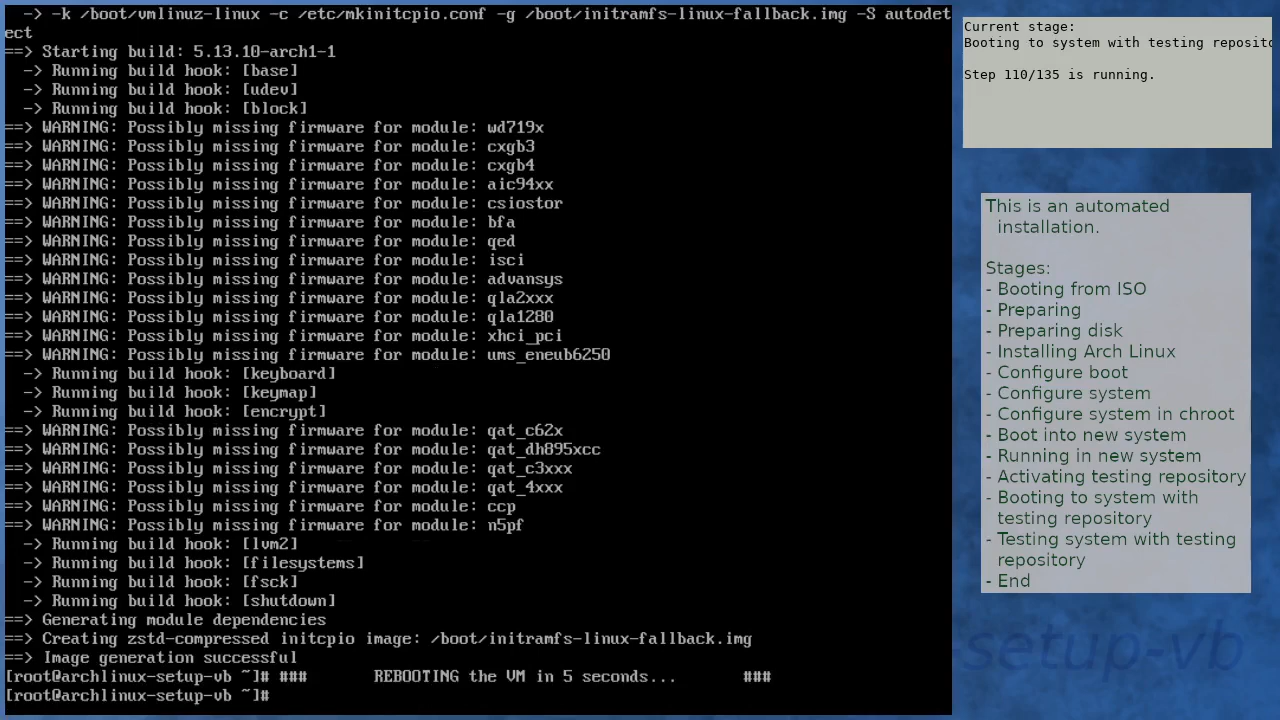 -> -k /boot/vmlinuz-linux -c /etc/mkinitcpio.conf -g /boot/initramfs-linux-fallback.img -S autodet
ect
==> Starting build: 5.13.10-arch1-1
-> Running build hook: [base]
-> Running build hook: [udev]
-> Running build hook: [block]
==> WARNING: Possibly missing firmware for module: wd719x
==> WARNING: Possibly missing firmware for module: cxgb3
==> WARNING: Possibly missing firmware for module: cxgb4
==> WARNING: Possibly missing firmware for module: aic94xx
==> WARNING: Possibly missing firmware for module: csiostor
==> WARNING: Possibly missing firmware for module: bfa
==> WARNING: Possibly missing firmware for module: qed
==> WARNING: Possibly missing firmware for module: isci
==> WARNING: Possibly missing firmware for module: advansys
==> WARNING: Possibly missing firmware for module: qla2xxx
==> WARNING: Possibly missing firmware for module: qla1280
==> WARNING: Possibly missing firmware for module: xhci_pci
==> WARNING: Possibly missing firmware for module: ums_eneub6250
-> Running build hook: [keyboard]
-> Running build hook: [keymap]
-> Running build hook: [encrypt]
==> WARNING: Possibly missing firmware for module: qat_c62x
==> WARNING: Possibly missing firmware for module: qat_dh895xcc
==> WARNING: Possibly missing firmware for module: qat_c3xxx
==> WARNING: Possibly missing firmware for module: qat_4xxx
==> WARNING: Possibly missing firmware for module: ccp
==> WARNING: Possibly missing firmware for module: n5pf
-> Running build hook: [lvm2]
-> Running build hook: [filesystems]
-> Running build hook: [fsck]
-> Running build hook: [shutdown]
==> Generating module dependencies
==> Creating zstd-compressed initcpio image: /boot/initramfs-linux-fallback.img
==> Image generation successful
[root@archlinux-setup-vb ~]# ### REBOOTING the VM in 5 seconds... ###
[root@archlinux-setup-vb ~]#
Current stage:
Booting to system with testing reposito
Step 110/135 is running.
This is an automated
installation.
Stages:
- Booting from ISO
- Preparing
- Preparing disk
- Installing Arch Linux
- Configure boot
- Configure system
- Configure system in chroot
- Boot into new system
- Running in new system
- Activating testing repository
- Booting to system with
testing repository
- Testing system with testing
repository
- End
-setup-vb